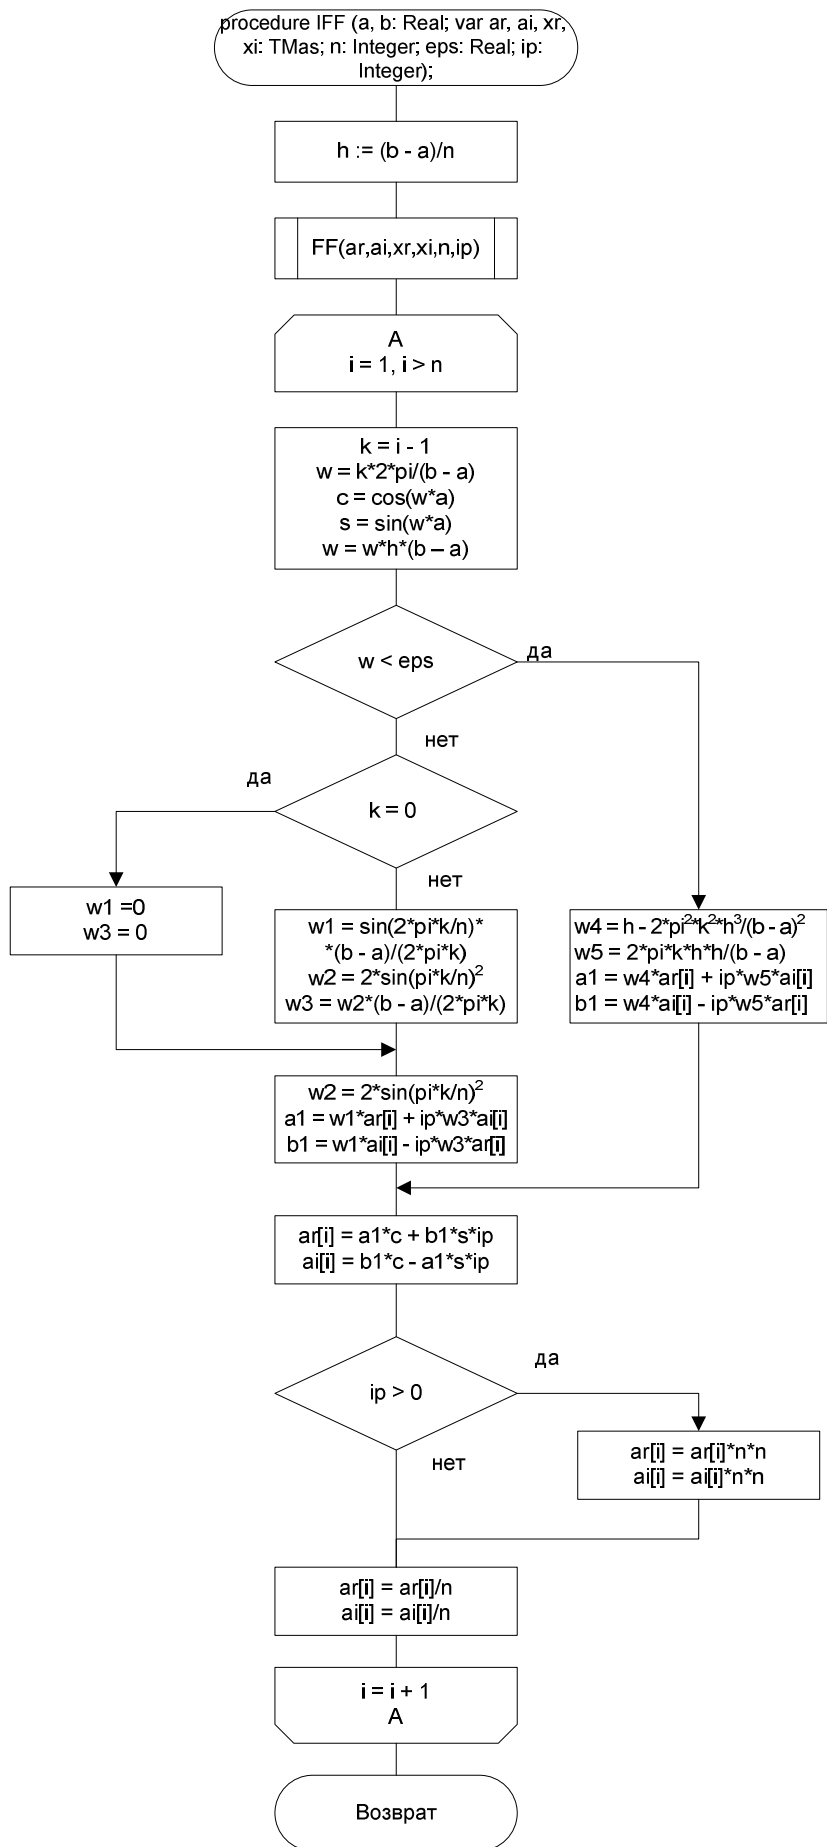 procedure IFF (a, b: Real; var ar, ai, xr,
xi: TMas; n: Integer; eps: Real; ip:
Integer);
h := (b - a)/n
FF(ar,ai,xr,xi,n,ip)
A
i = 1, i > n
k = i - 1
w = k*2*pi/(b - a)
c = cos(w*a)
s = sin(w*a)
w = w*h*(b – a)
w < eps
да
нет
да
k = 0
нет
w1 =0
w3 = 0
w1 = sin(2*pi*k/n)*
*(b - a)/(2*pi*k)
w2 = 2*sin(pi*k/n)²
w3 = w2*(b - a)/(2*pi*k)
w4 = h - 2*pi²*k²*h³/(b - a)²
w5 = 2*pi*k*h*h/(b - a)
a1 = w4*ar[i] + ip*w5*ai[i]
b1 = w4*ai[i] - ip*w5*ar[i]
w2 = 2*sin(pi*k/n)²
a1 = w1*ar[i] + ip*w3*ai[i]
b1 = w1*ai[i] - ip*w3*ar[i]
ar[i] = a1*c + b1*s*ip
ai[i] = b1*c - a1*s*ip
ip > 0
да
нет
ar[i] = ar[i]*n*n
ai[i] = ai[i]*n*n
ar[i] = ar[i]/n
ai[i] = ai[i]/n
i = i + 1
A
Возврат